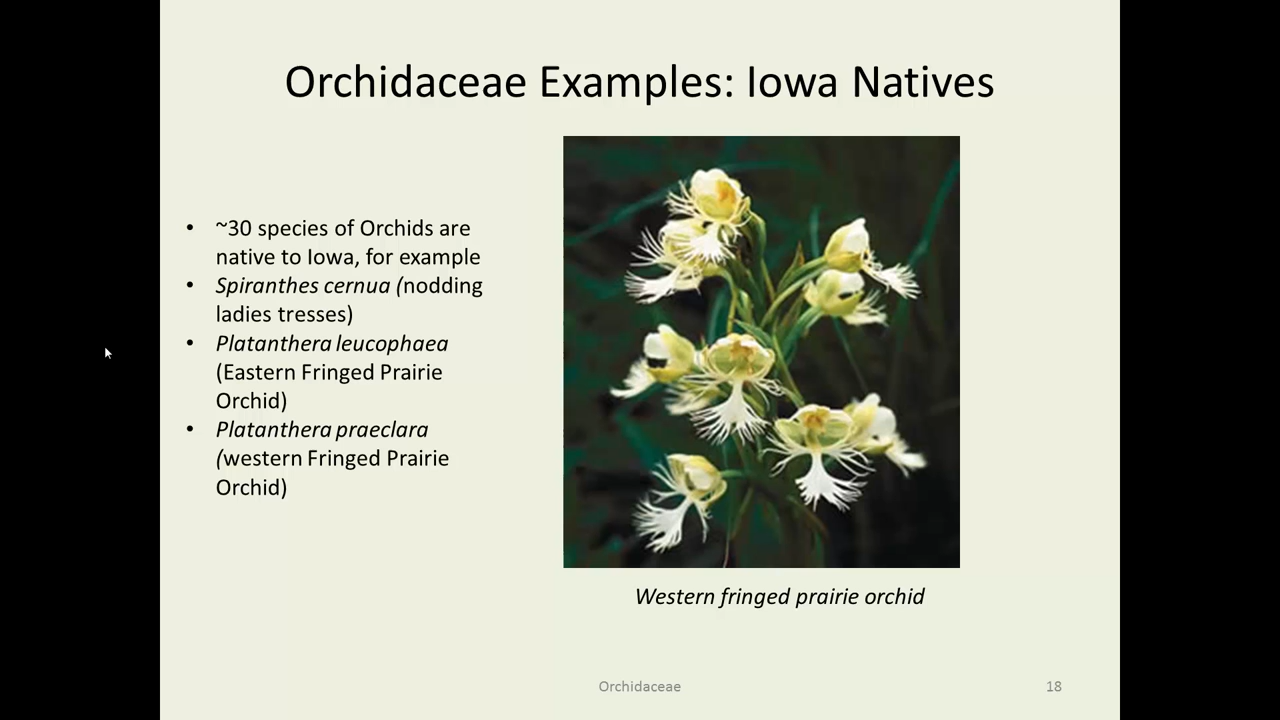 Orchidaceae Examples: Iowa Natives
• ~30 species of Orchids are
native to Iowa, for example
• Spiranthes cernua (nodding
ladies tresses)
• Platanthera leucophaea
(Eastern Fringed Prairie
Orchid)
• Platanthera praeclara
(western Fringed Prairie
Orchid)
Western fringed prairie orchid
Orchidaceae
18